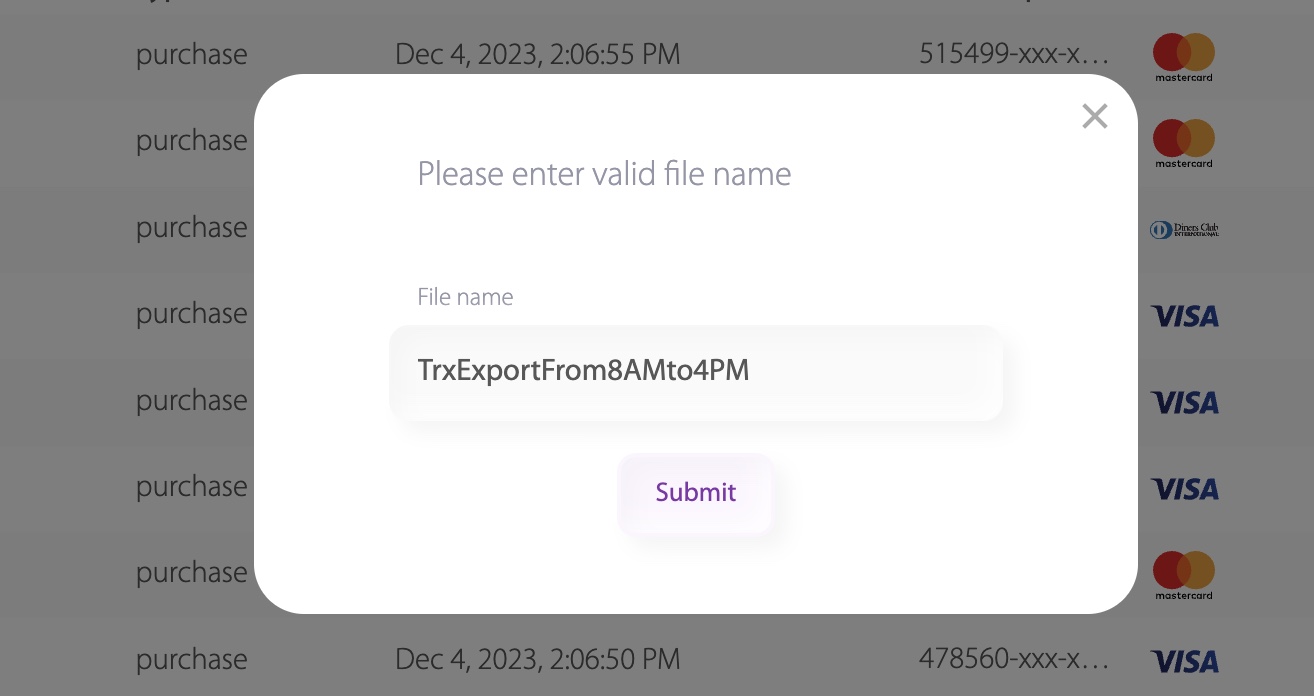 purchase Dec 4, 2023, 2:06:55 PM 515499-xxx-x... mastercard
purchase mastercard
Please enter valid file name
purchase Diners Club INTERNATIONAL
File name
purchase VISA
TrxExportFrom8AMto4PM
purchase VISA
purchase Submit VISA
purchase mastercard
purchase Dec 4, 2023, 2:06:50 PM 478560-xxx-x... VISA